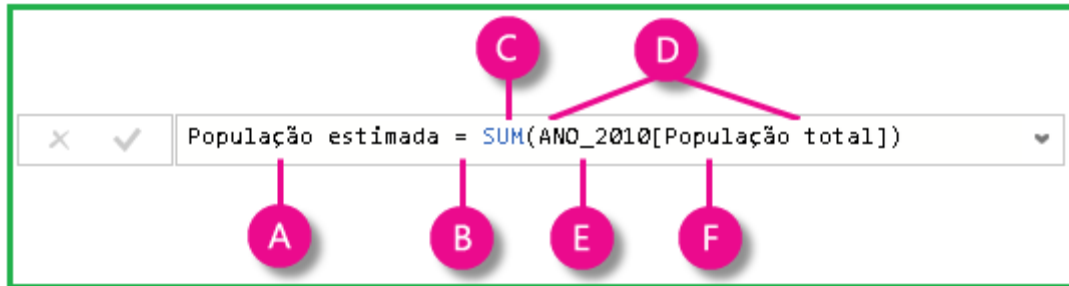 C D
População estimada = SUM(ANO_2010[População total])
A B E F